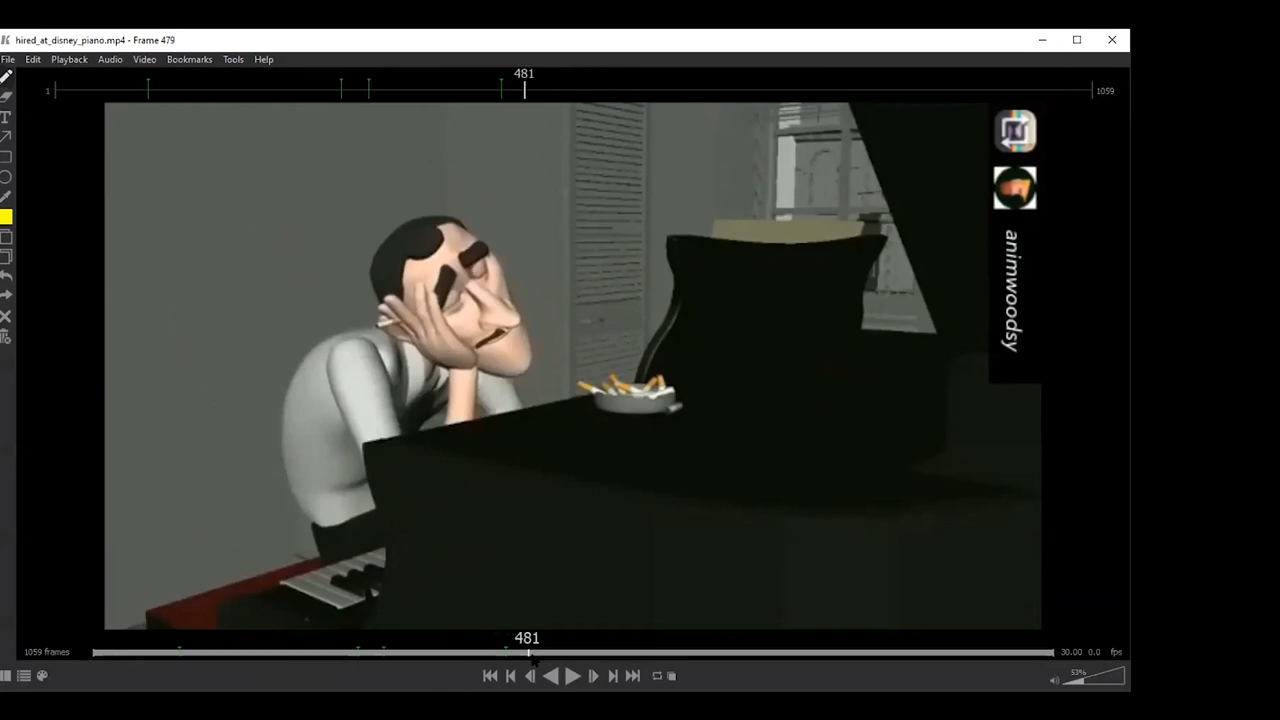 hired_at_disney_piano.mp4 - Frame 479
File Edit Playback Audio Video Bookmarks Tools Help
481
1 1059
animwoodsy
481
1059 frames 30.00 0.0 fps
53%